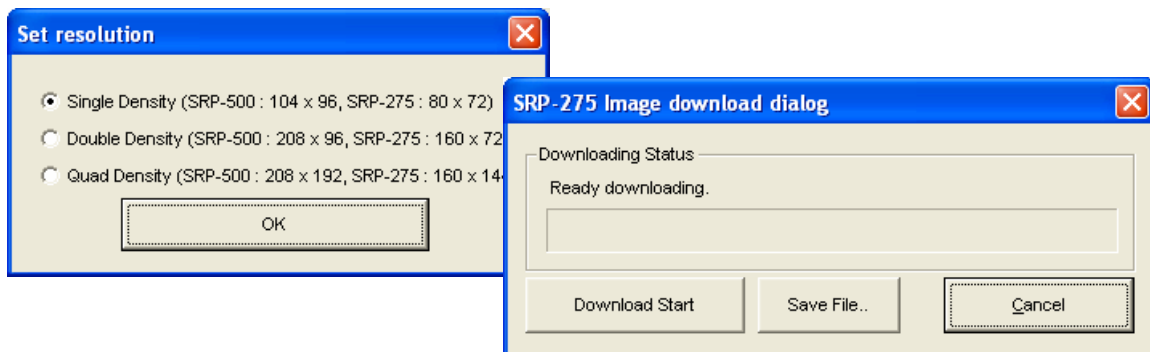 Set resolution
Single Density (SRP-500 : 104 x 96, SRP-275 : 80 x 72)
Double Density (SRP-500 : 208 x 96, SRP-275 : 160 x 72
Quad Density (SRP-500 : 208 x 192, SRP-275 : 160 x
OK
SRP-275 Image download dialog
Downloading Status
Ready downloading.
Download Start
Save File..
Cancel